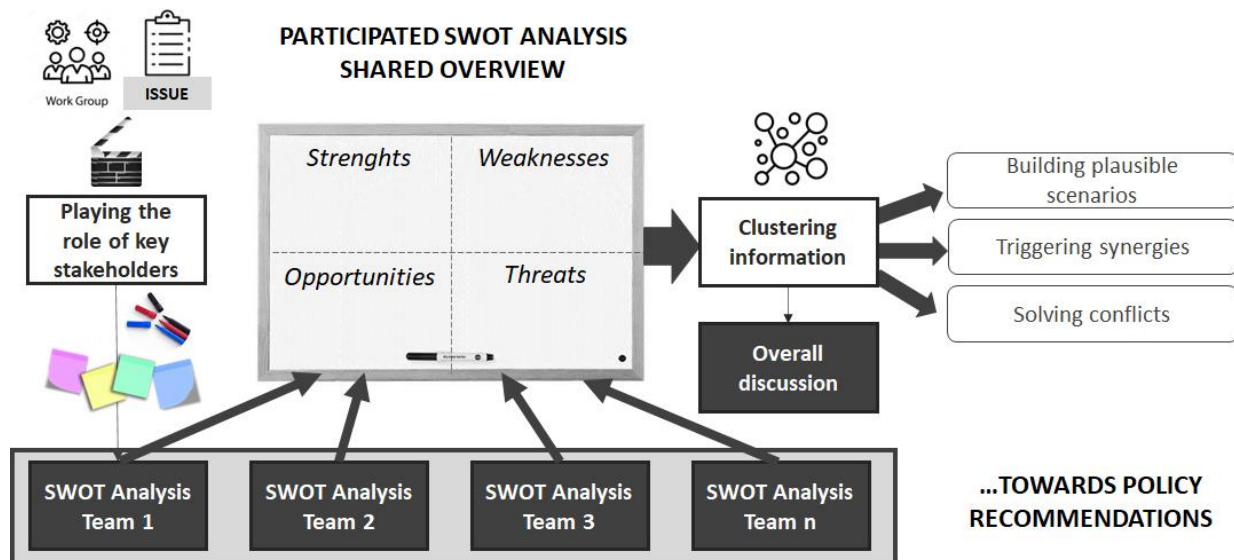 PARTICIPATED SWOT ANALYSIS
SHARED OVERVIEW
Work Group
ISSUE
Playing the
role of key
stakeholders
Strenghts
Weaknesses
Opportunities
Threats
Clustering
information
Overall
discussion
Building plausible
scenarios
Triggering synergies
Solving conflicts
SWOT Analysis
Team 1
SWOT Analysis
Team 2
SWOT Analysis
Team 3
SWOT Analysis
Team n
...TOWARDS POLICY
RECOMMENDATIONS